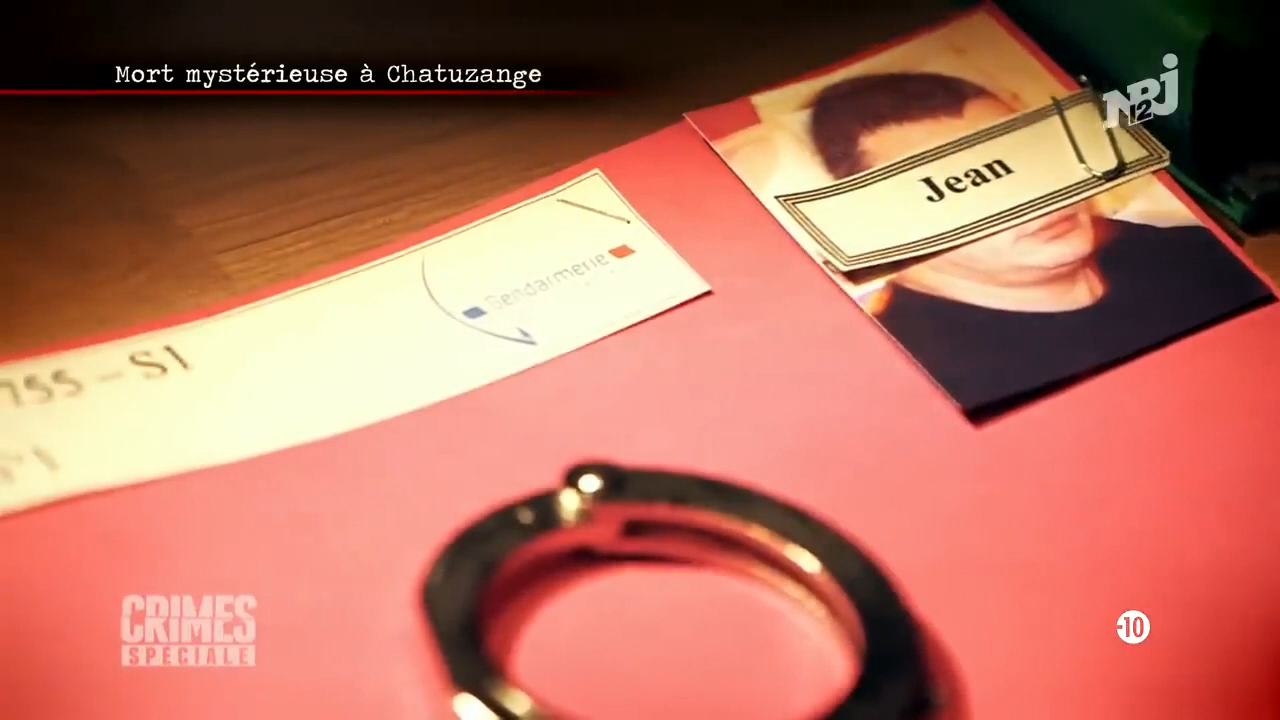 Mort mystérieuse à Chatuzange
NRJ
12
Jean
Gendarmerie
755 - S1
CRIMES
SPÉCIALE
-10